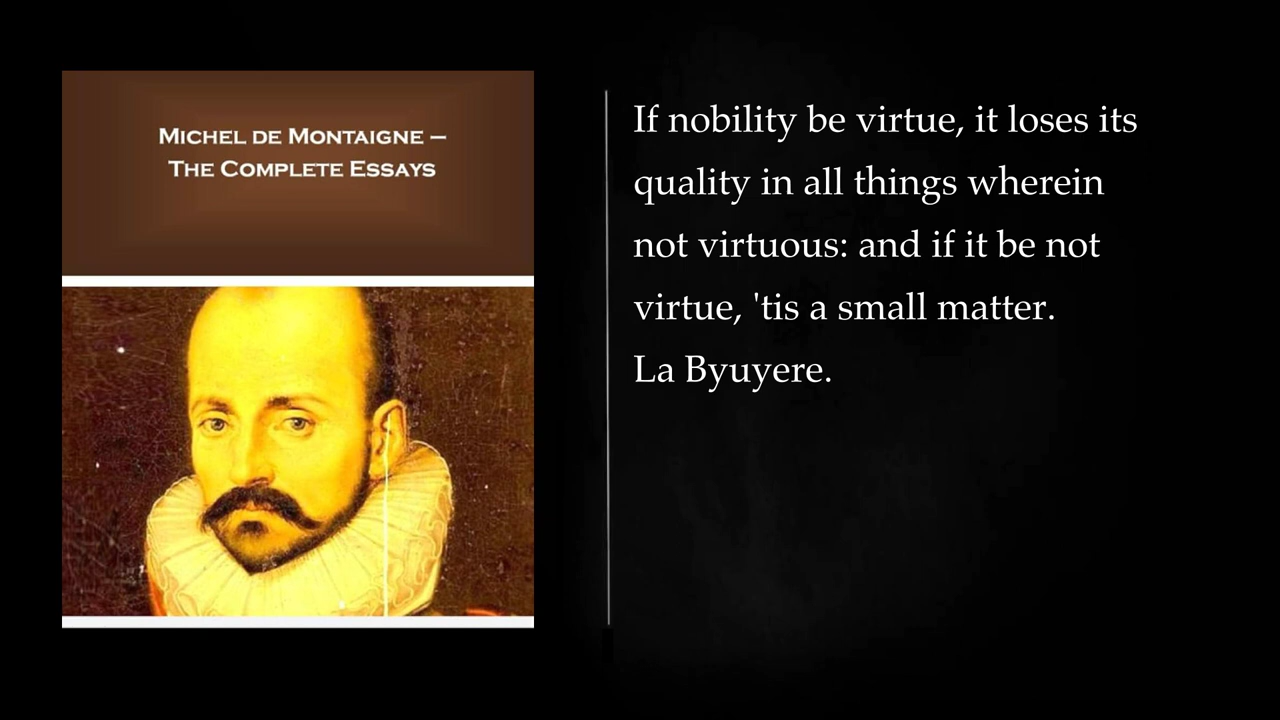 MICHEL DE MONTAIGNE –
THE COMPLETE ESSAYS
If nobility be virtue, it loses its
quality in all things wherein
not virtuous: and if it be not
virtue, 'tis a small matter.
La Byuyere.